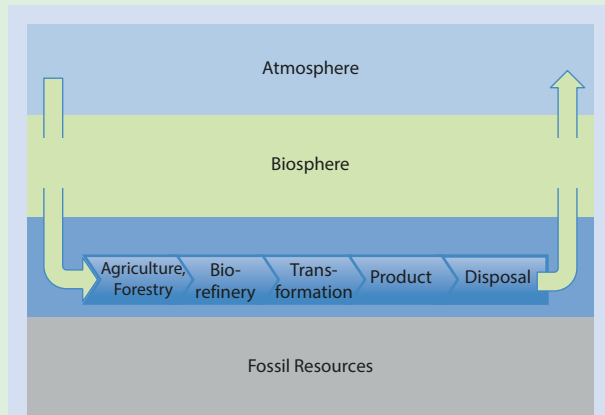 Atmosphere
Biosphere
Agriculture,
Forestry
Bio-
refinery
Trans-
formation
Product
Disposal
Fossil Resources